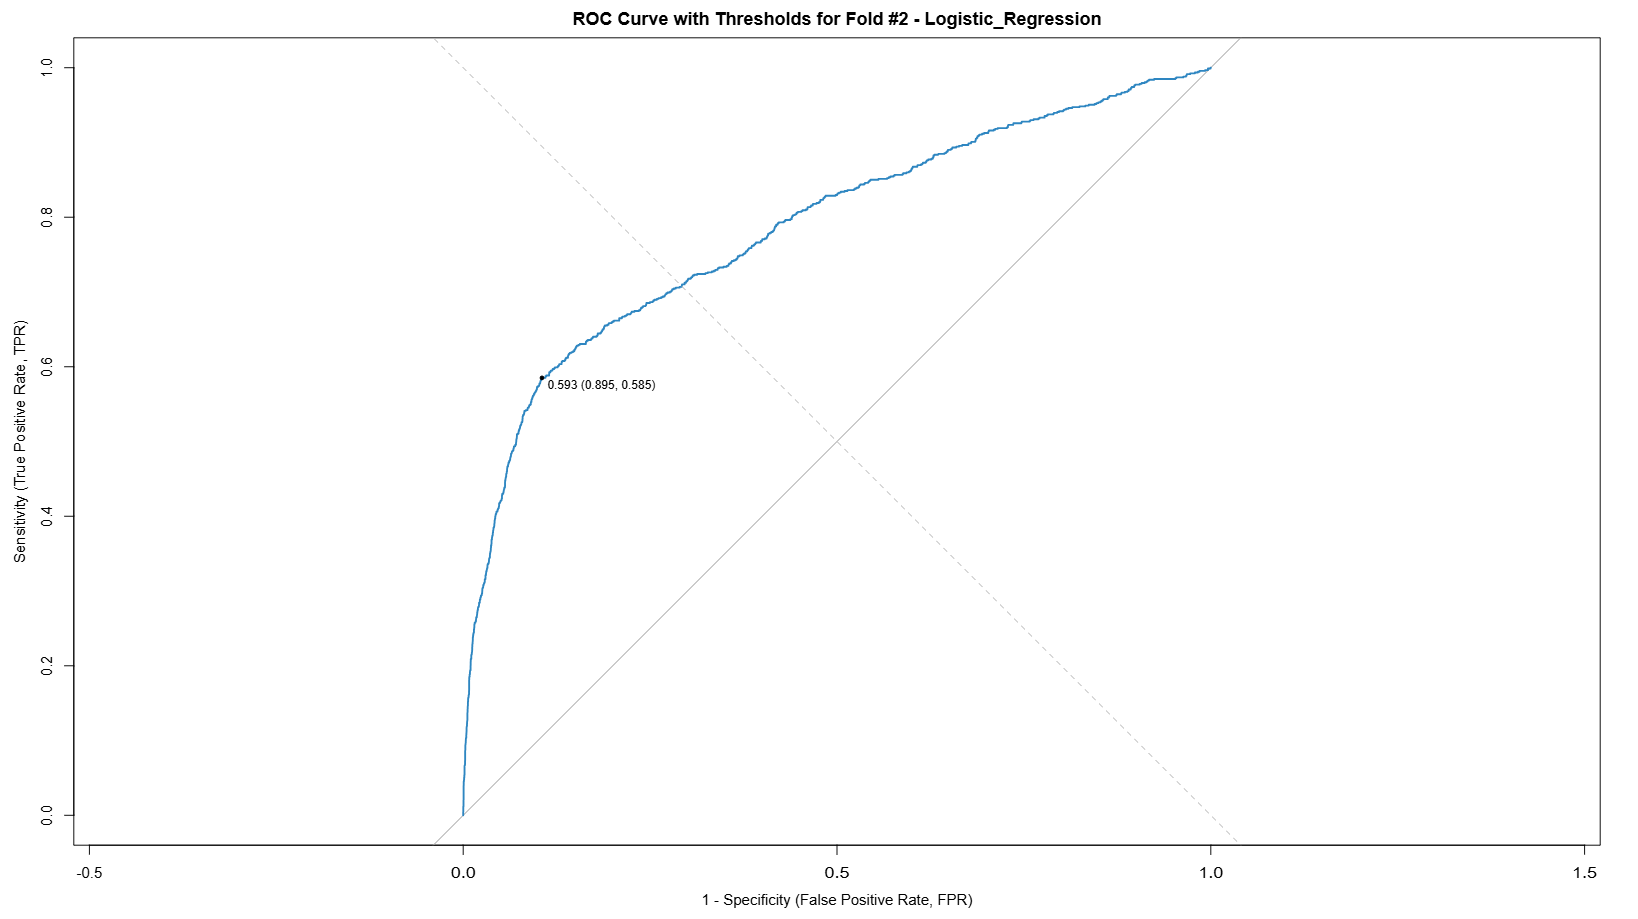 ROC Curve with Thresholds for Fold #2 - Logistic_Regression
Sensitivity (True Positive Rate, TPR)
1.0
0.8
0.6
0.4
0.2
0.0
0.593 (0.895, 0.585)
-0.5
0.0
0.5
1.0
1.5
1 - Specificity (False Positive Rate, FPR)